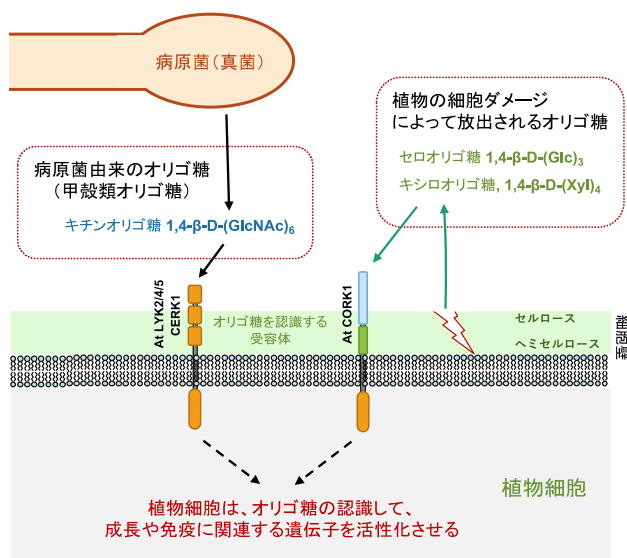 病原菌（真菌）
植物の細胞ダメージ
によって放出されるオリゴ糖
セロオリゴ糖 1,4-β-D-(Glc)₃
キシロオリゴ糖, 1,4-β-D-(Xyl)₄
病原菌由来のオリゴ糖
（甲殻類オリゴ糖）
キチンオリゴ糖 1,4-β-D-(GlcNAc)₆
At LYK2/4/5
CERK1
オリゴ糖を認識する
受容体
At CORK1
セルロース
ヘミセルロース
細胞壁
植物細胞
植物細胞は、オリゴ糖の認識して、
成長や免疫に関連する遺伝子を活性化させる